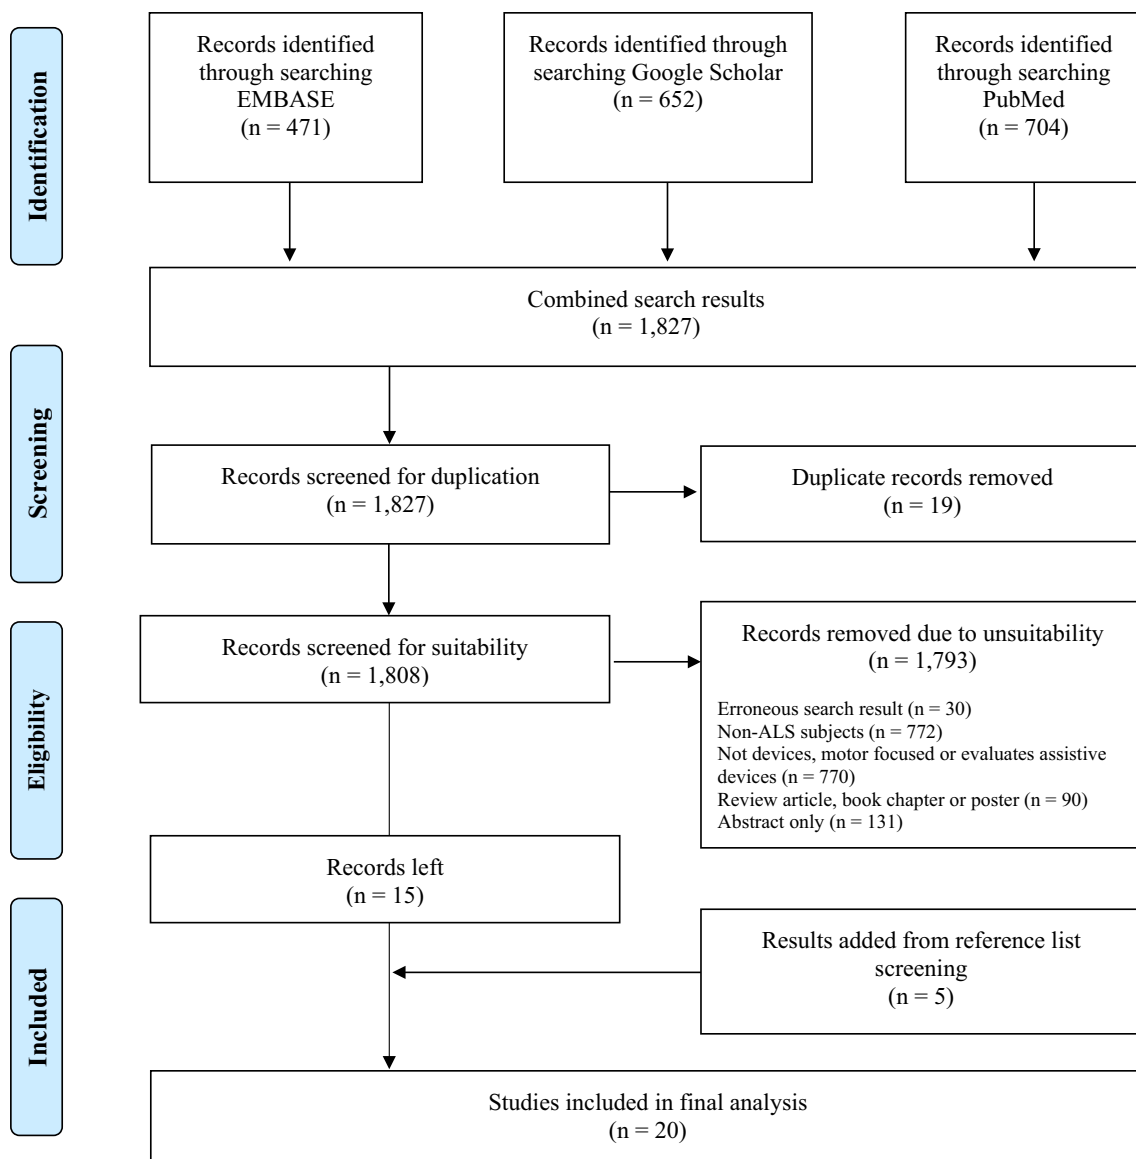 Identification
Records identified
through searching
EMBASE
(n = 471)
Records identified through
searching Google Scholar
(n = 652)
Records identified
through searching
PubMed
(n = 704)
Combined search results
(n = 1,827)
Screening
Records screened for duplication
(n = 1,827)
Duplicate records removed
(n = 19)
Eligibility
Records screened for suitability
(n = 1,808)
Records removed due to unsuitability
(n = 1,793)
Erroneous search result (n = 30)
Non-ALS subjects (n = 772)
Not devices, motor focused or evaluates assistive
devices (n = 770)
Review article, book chapter or poster (n = 90)
Abstract only (n = 131)
Records left
(n = 15)
Included
Results added from reference list
screening
(n = 5)
Studies included in final analysis
(n = 20)